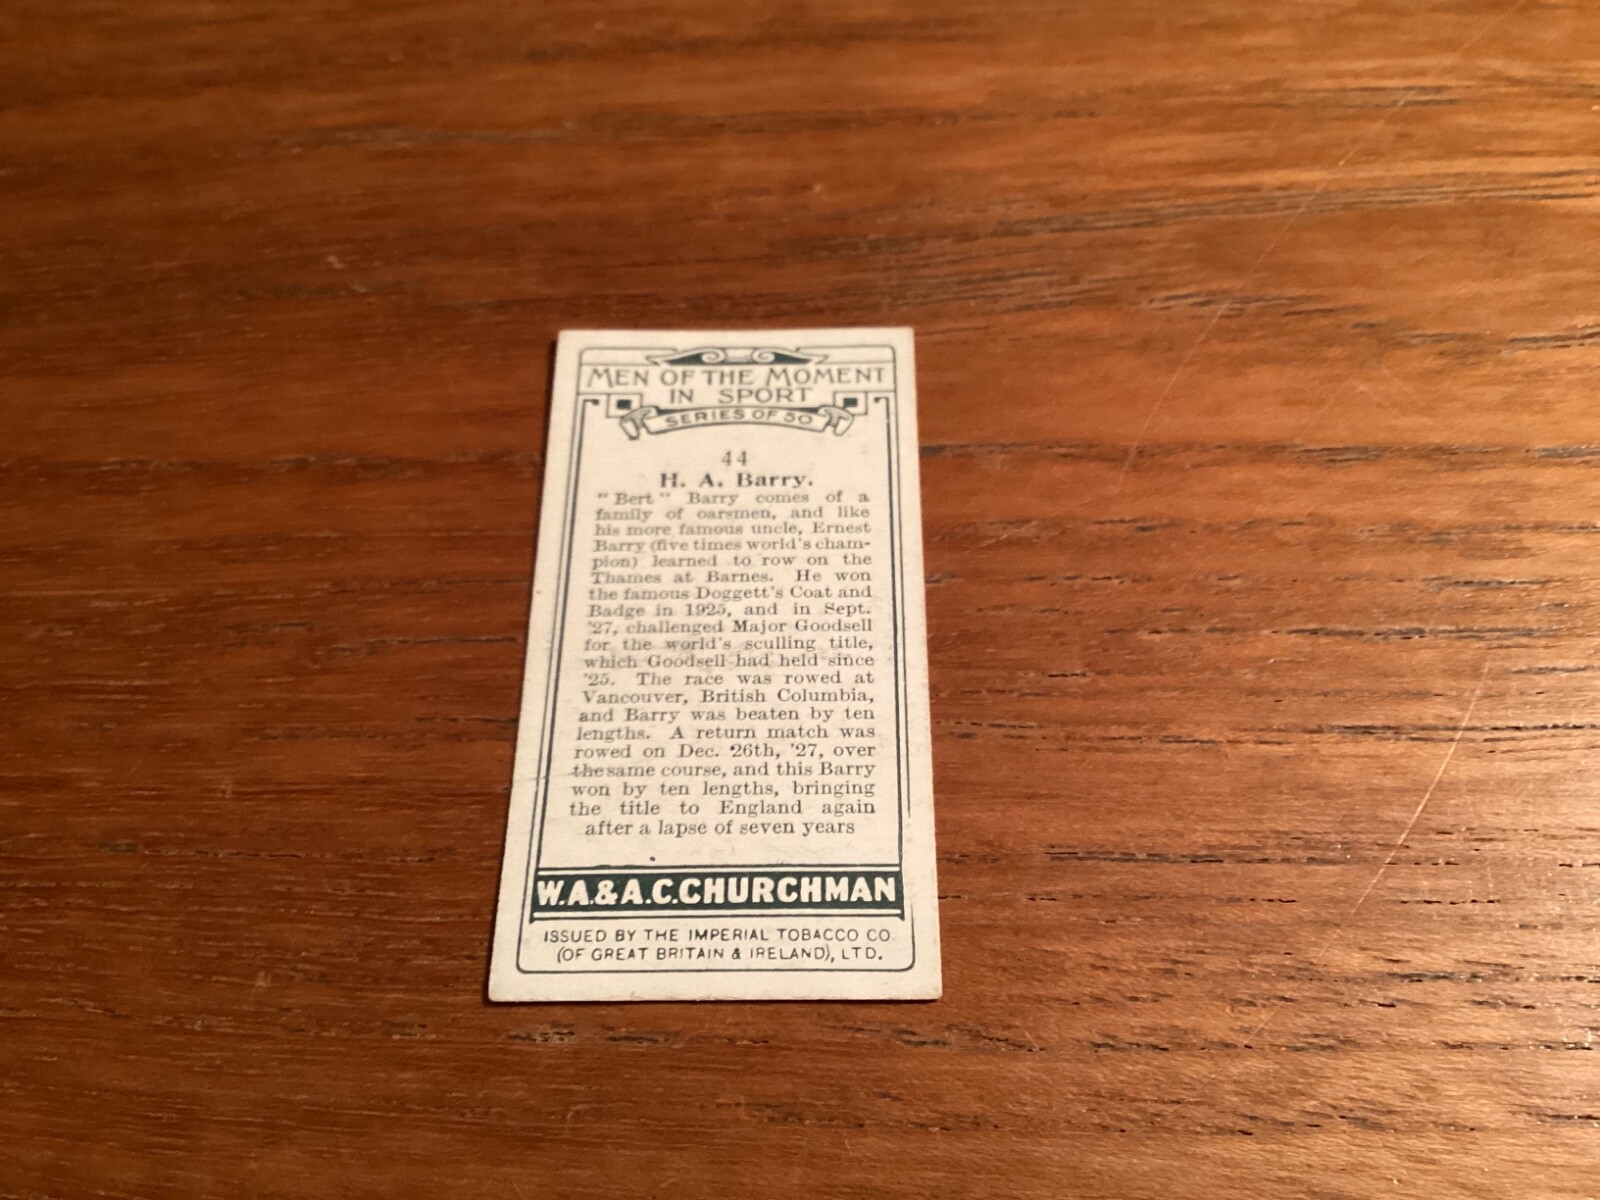 MEN OF THE MOMENT
IN SPORT
SERIES OF 50
44
H. A. Barry.
"Bert" Barry comes of a
family of oarsmen, and like
his more famous uncle, Ernest
Barry (five times world's cham-
pion) learned to row on the
Thames at Barnes. He won
the famous Doggett's Coat and
Badge in 1925, and in Sept.
'27, challenged Major Goodsell
for the world's sculling title,
which Goodsell had held since
'25. The race was rowed at
Vancouver, British Columbia,
and Barry was beaten by ten
lengths. A return match was
rowed on Dec. 26th, '27, over
the same course, and this Barry
won by ten lengths, bringing
the title to England again
after a lapse of seven years
W.A.&A.C.CHURCHMAN
ISSUED BY THE IMPERIAL TOBACCO CO.
(OF GREAT BRITAIN & IRELAND), LTD.